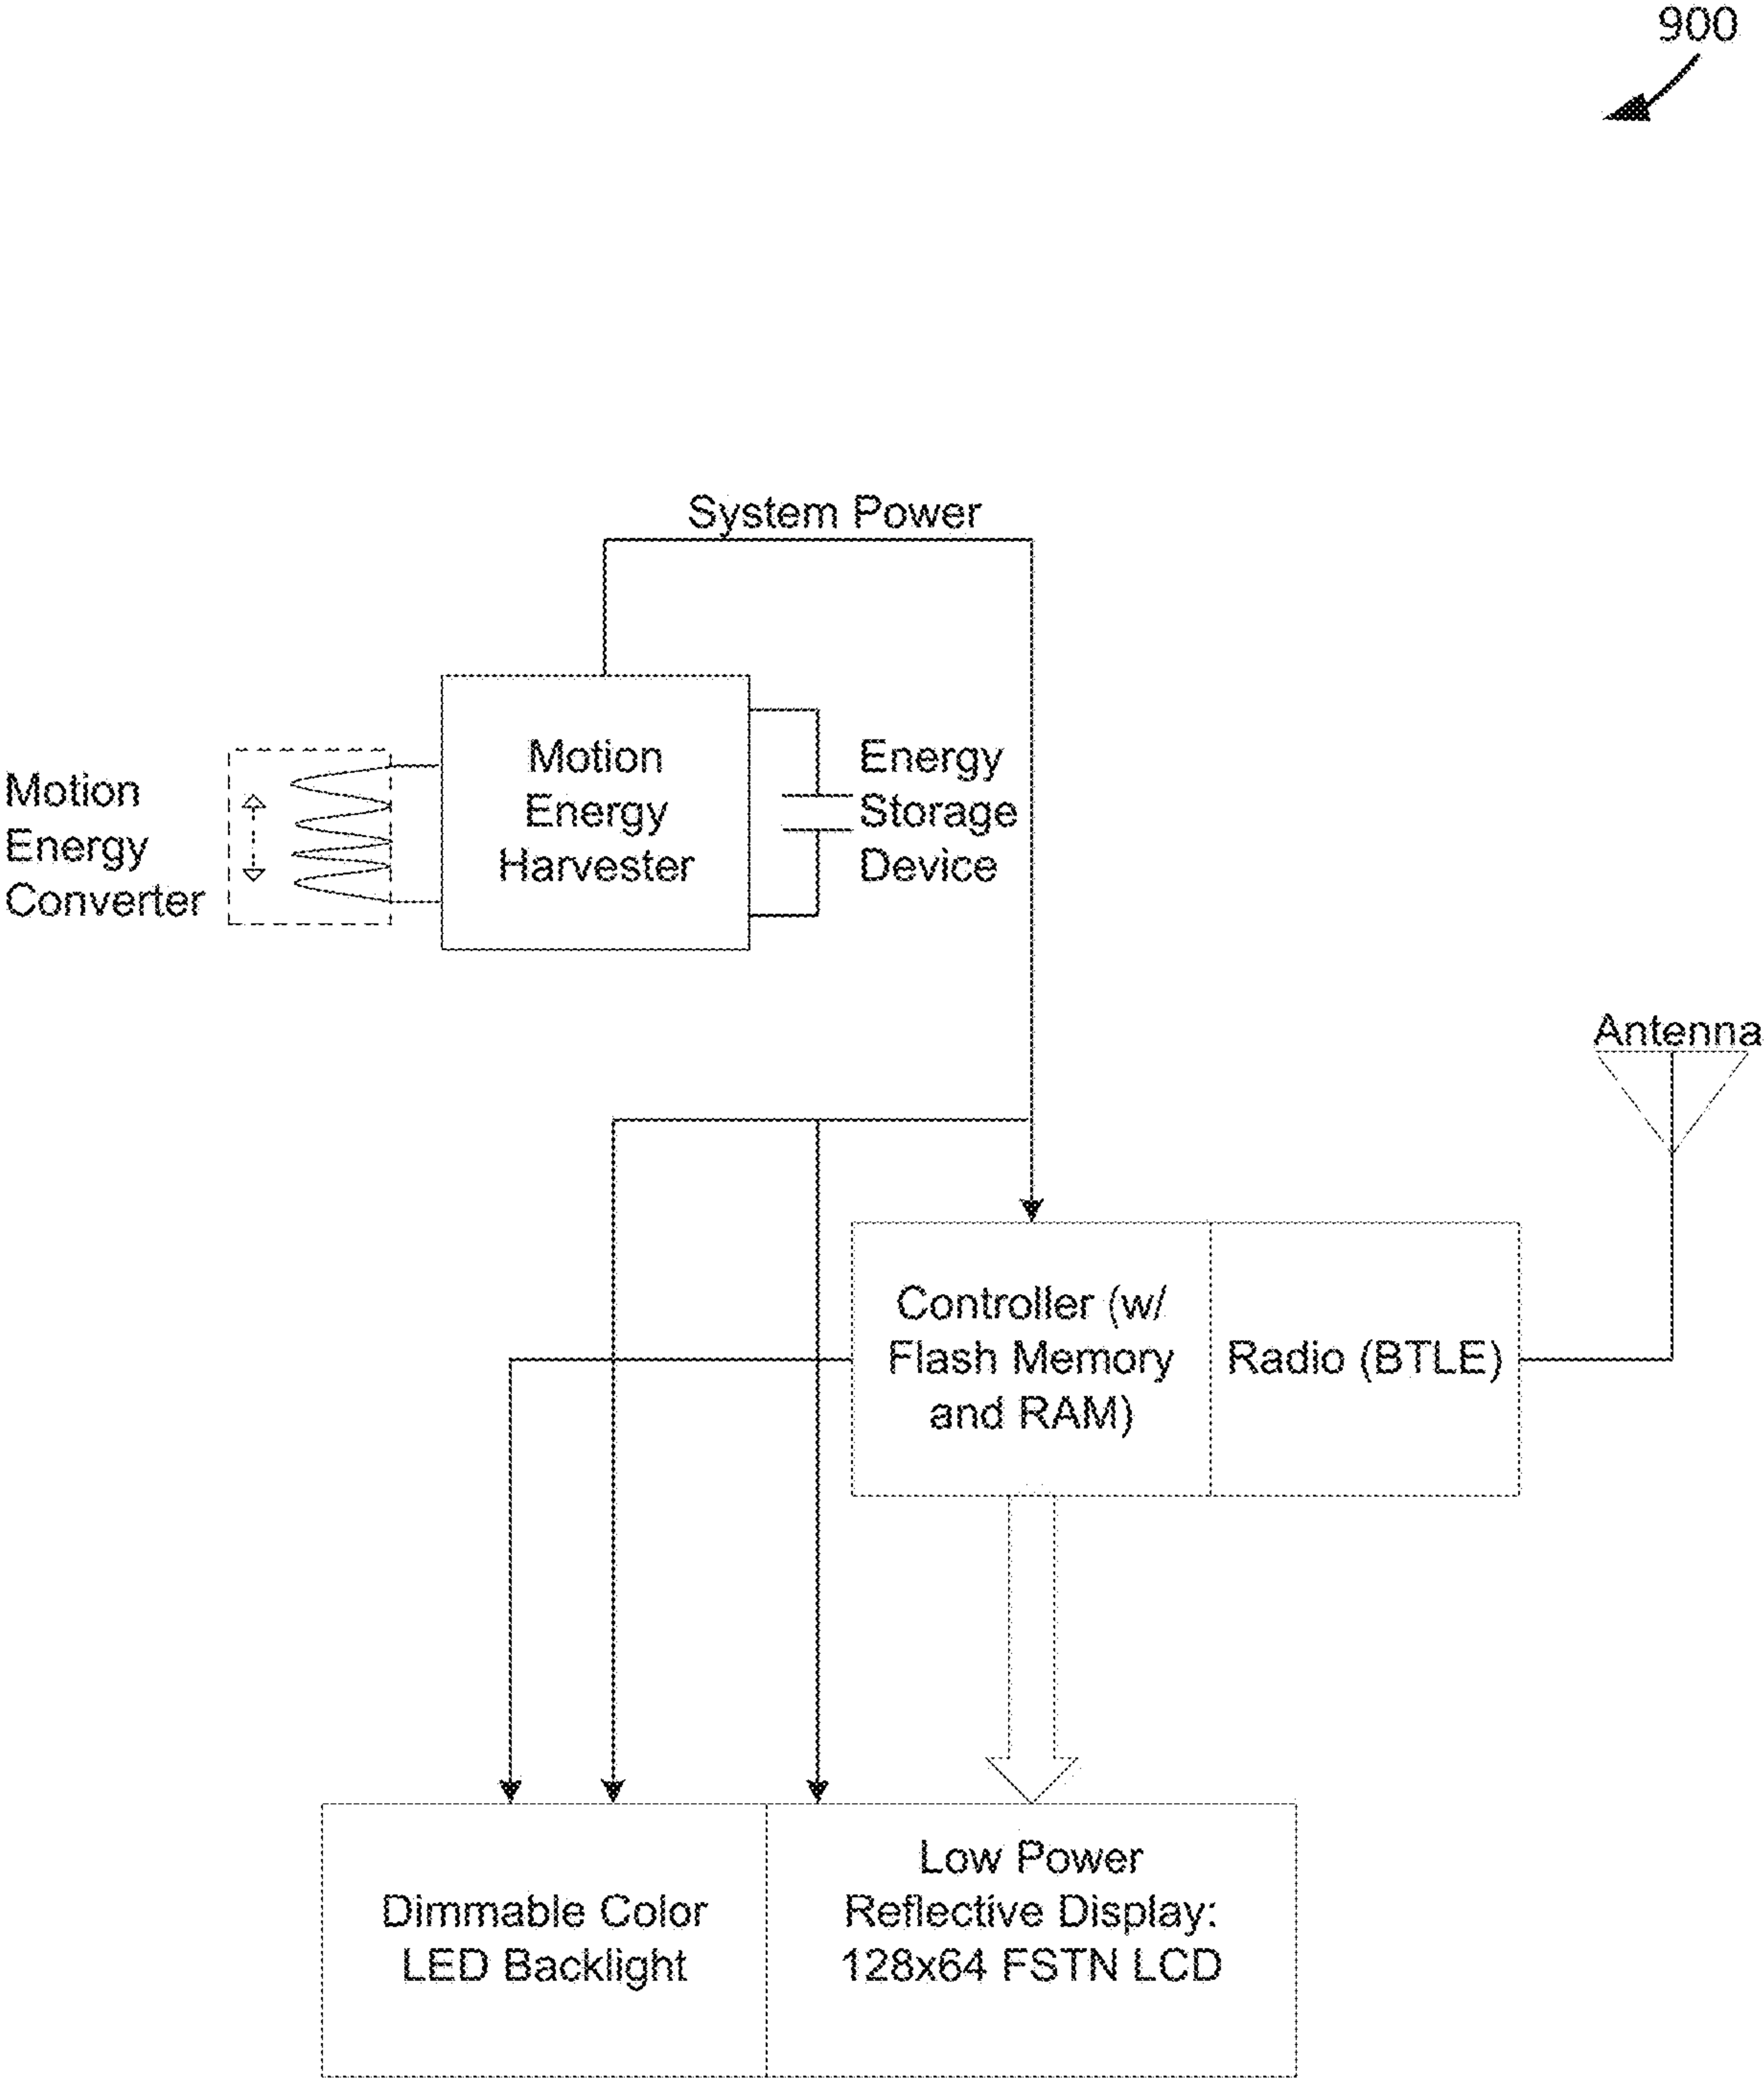 900
System Power
Motion
Energy
Converter
Motion
Energy
Harvester
Energy
Storage
Device
Antenna
Controller (w/
Flash Memory
and RAM)
Radio (BTLE)
Dimmable Color
LED Backlight
Low Power
Reflective Display:
128x64 FSTN LCD